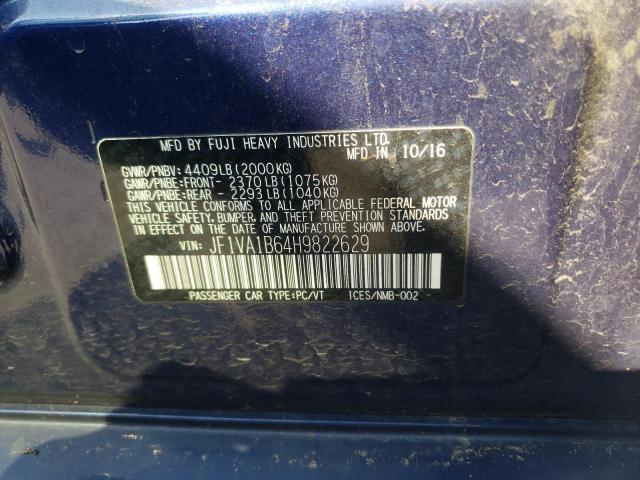 MFD BY FUJI HEAVY INDUSTRIES LTD.
MFD IN 10/16
GVWR/PNBV: 4409LB(2000KG)
GAWR/PNBE:FRONT- 2370LB(1075KG)
GAWR/PNBE:REAR - 2293LB(1040KG)
THIS VEHICLE CONFORMS TO ALL APPLICABLE FEDERAL MOTOR
VEHICLE SAFETY, BUMPER, AND THEFT PREVENTION STANDARDS
IN EFFECT ON THE DATE OF MANUFACTURE SHOWN ABOVE.
VIN: JF1VA1B64H9822629
PASSENGER CAR TYPE:PC/VT ICES/NMB-002